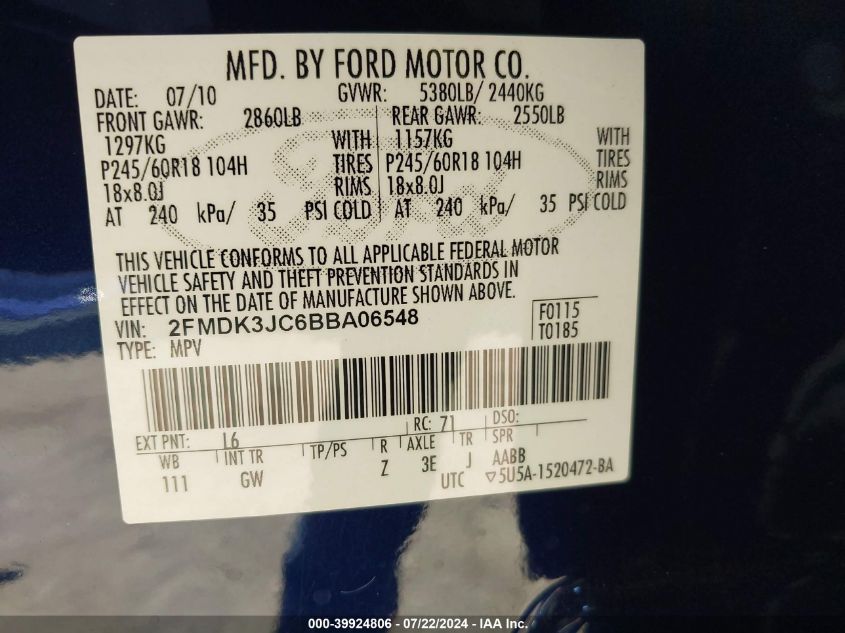 MFD. BY FORD MOTOR CO.
DATE: 07/10 GVWR: 5380LB/ 2440KG
FRONT GAWR: 2860LB REAR GAWR: 2550LB
1297KG WITH 1157KG WITH
P245/60R18 104H TIRES P245/60R18 104H TIRES
18x8.0J RIMS 18x8.0J RIMS
AT 240 kPa/ 35 PSI COLD AT 240 kPa/ 35 PSI COLD
Ford
THIS VEHICLE CONFORMS TO ALL APPLICABLE FEDERAL MOTOR
VEHICLE SAFETY AND THEFT PREVENTION STANDARDS IN
EFFECT ON THE DATE OF MANUFACTURE SHOWN ABOVE.
VIN: 2FMDK3JC6BBA06548 F0115
TYPE: MPV T0185
EXT PNT: L6 RC: 71 DSO:
WB INT TR TP/PS R AXLE TR SPR
111 GW Z 3E J AABB
UTC ▽5U5A-1520472-BA
000-39924806 - 07/22/2024 - IAA Inc.